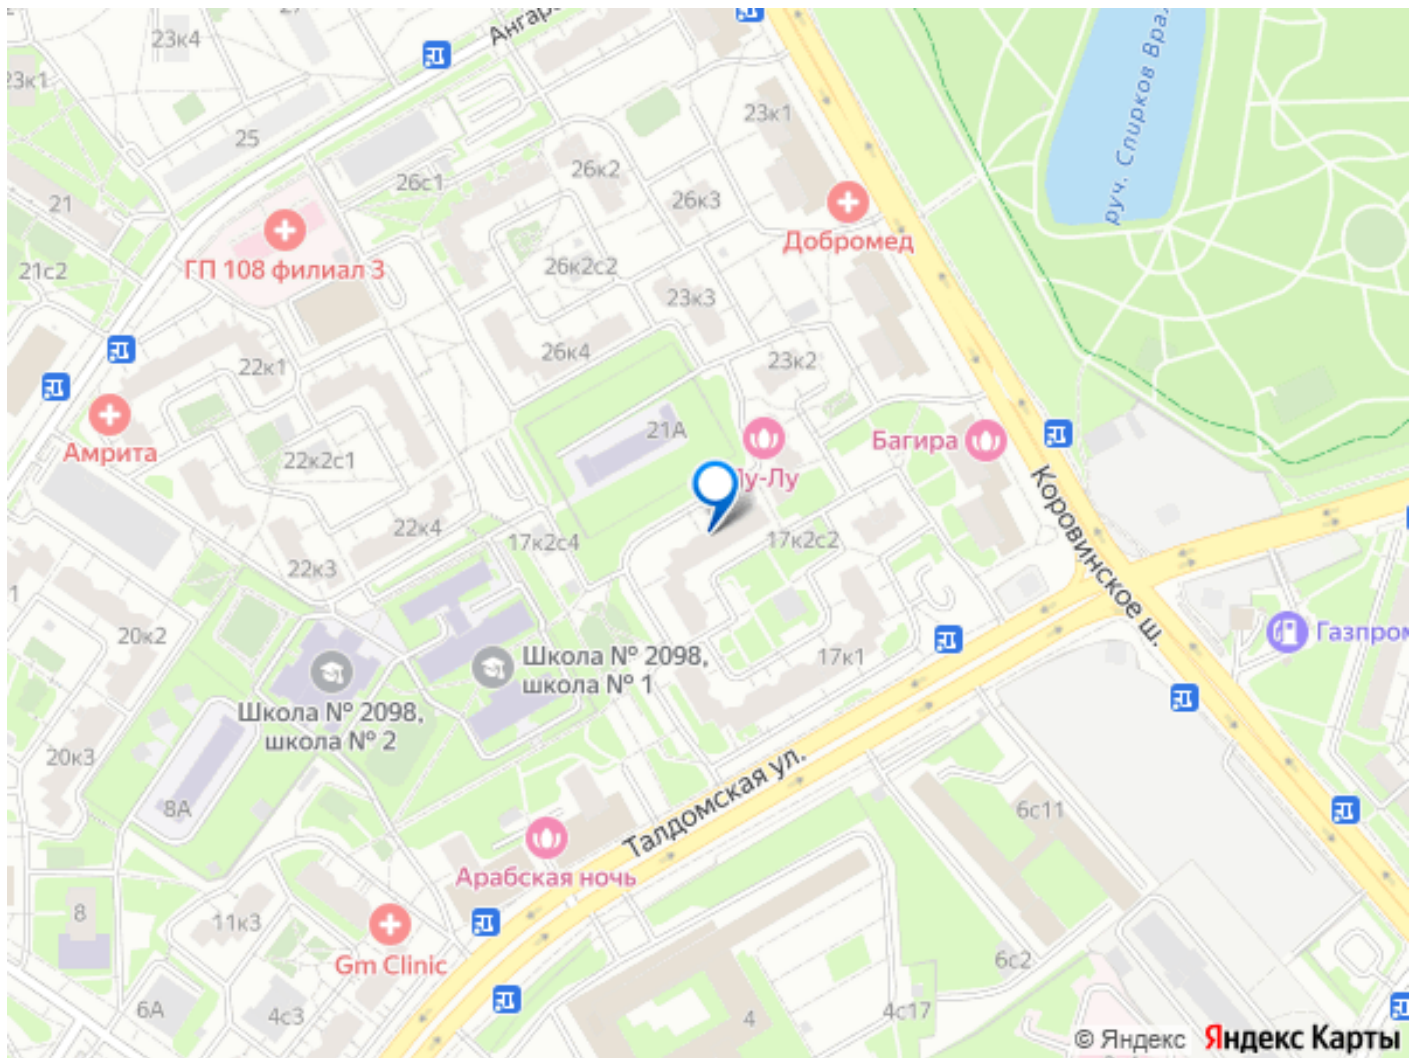 Ангар
23к4
27
23к1
25
21
21с2
26с1
26к2
26к3
23к1
Добромед
ГП 108 филиал 3
26к2с2
23к3
руч. Спирков Вра
22к1
26к4
23к2
Амрита
22к2с1
21А
Багира
Лу-Лу
22к4
17к2с4
17к2с2
22к3
Коровинское ш.
20к2
Школа № 2098,
школа № 1
17к1
Газпром
Школа № 2098,
школа № 2
20к3
8А
Талдомская ул.
6с11
Арабская ночь
8
11к3
Gm Clinic
6с2
6А
4с3
4
4с17
© Яндекс Яндекс Карты